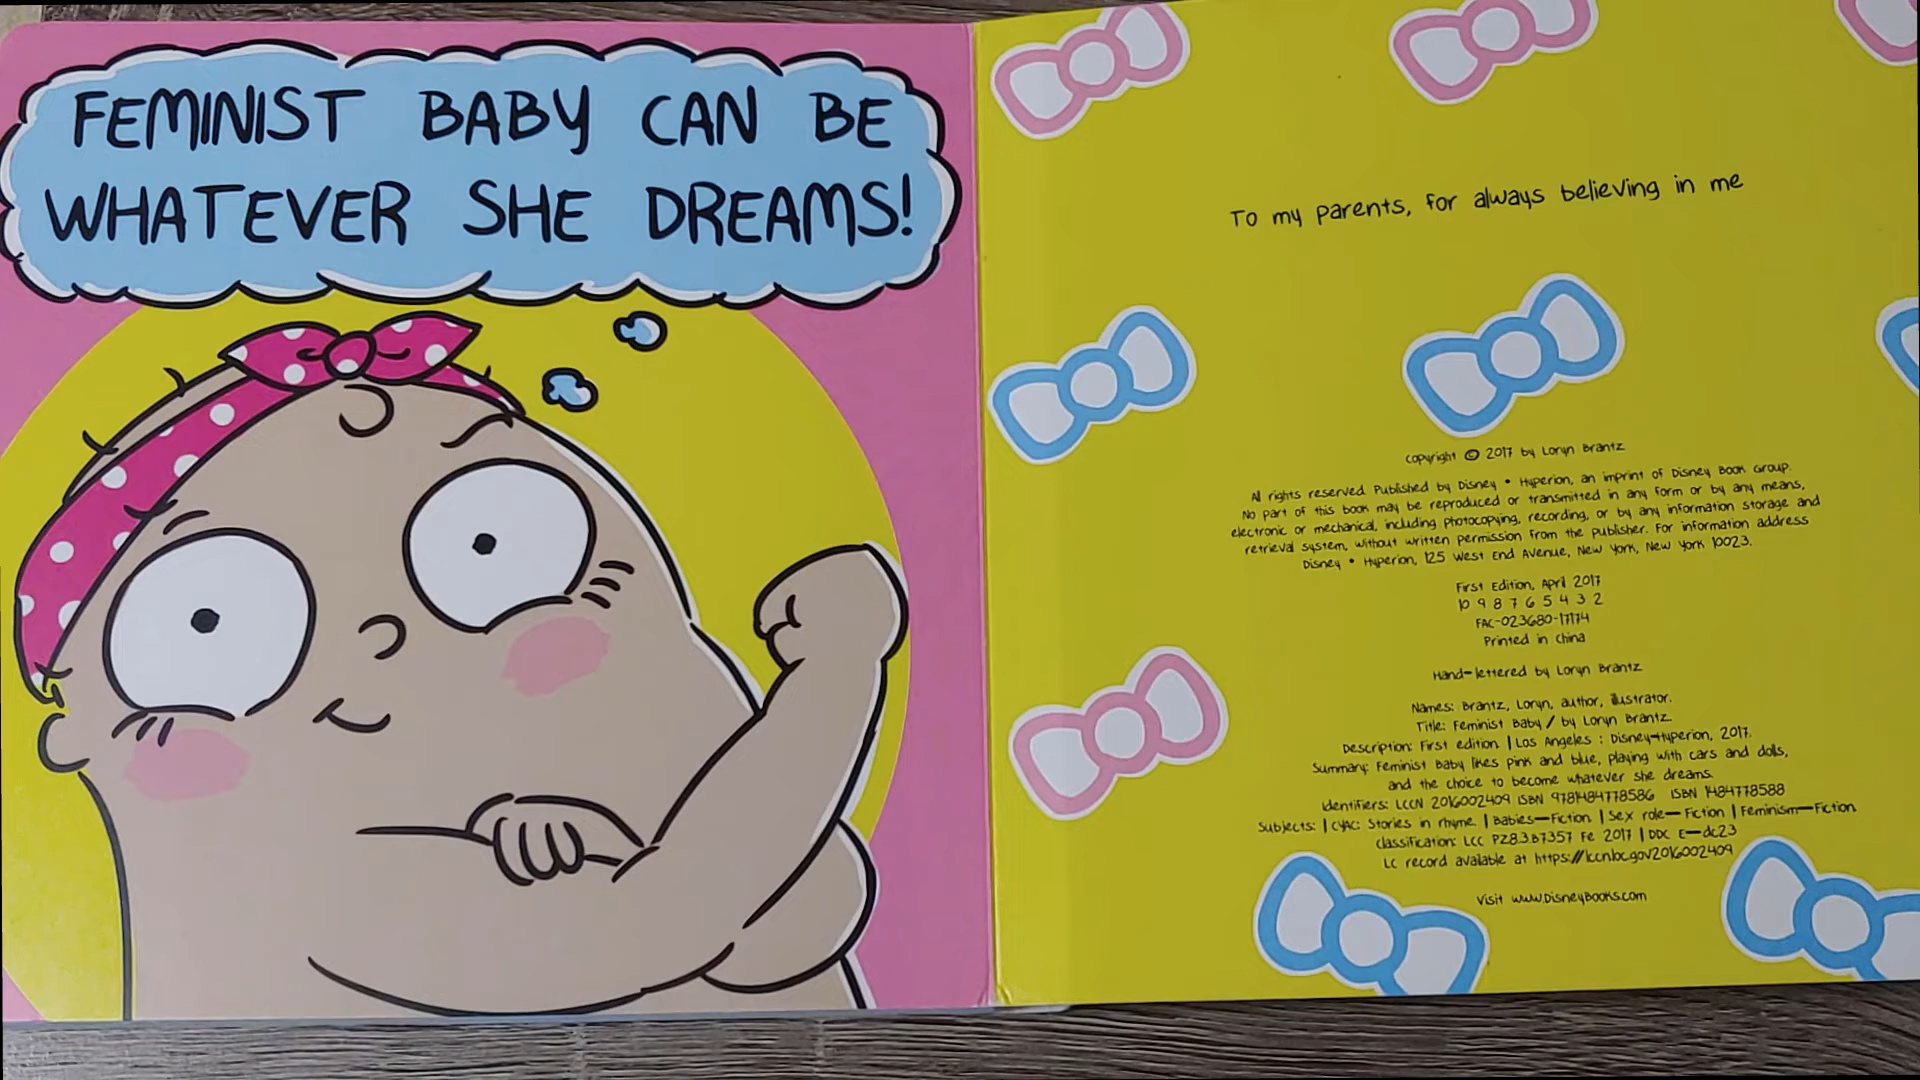 FEMINIST BABY CAN BE
WHATEVER SHE DREAMS!
To my parents, for always believing in me
Copyright © 2017 by Loryn Brantz
All rights reserved. Published by Disney • Hyperion, an imprint of Disney Book Group.
No part of this book may be reproduced or transmitted in any form or by any means,
electronic or mechanical, including photocopying, recording, or by any information storage and
retrieval system, without written permission from the publisher. For information address
Disney • Hyperion, 125 West End Avenue, New York, New York 10023.
First Edition, April 2017
10 9 8 7 6 5 4 3 2
FAC-023680-17174
Printed in China
Hand-lettered by Loryn Brantz
Names: Brantz, Loryn, author, illustrator.
Title: Feminist Baby / by Loryn Brantz
Description: First edition. | Los Angeles : Disney-Hyperion, 2017.
Summary: Feminist Baby likes pink and blue, playing with cars and dolls,
and the choice to become whatever she dreams.
Identifiers: LCCN 2016002409 ISBN 9781484778586 ISBN 1484778588
Subjects: | CYAC: Stories in rhyme. | Babies—Fiction. | Sex role—Fiction. | Feminism—Fiction.
Classification: LCC PZ8.3.B7357 Fe 2017 | DDC E—dc23
LC record available at https://lccn.loc.gov/2016002409
Visit www.DisneyBooks.com